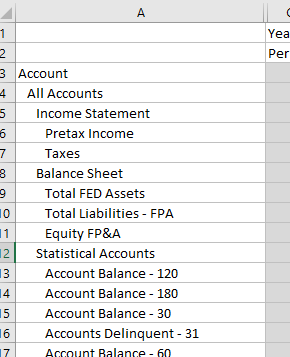 A
1 Yea
2 Per
3 Account
4 All Accounts
5 Income Statement
6 Pretax Income
7 Taxes
8 Balance Sheet
9 Total FED Assets
10 Total Liabilities - FPA
11 Equity FP&A
12 Statistical Accounts
13 Account Balance - 120
14 Account Balance - 180
15 Account Balance - 30
16 Accounts Delinquent - 31
17 Account Balance - 60